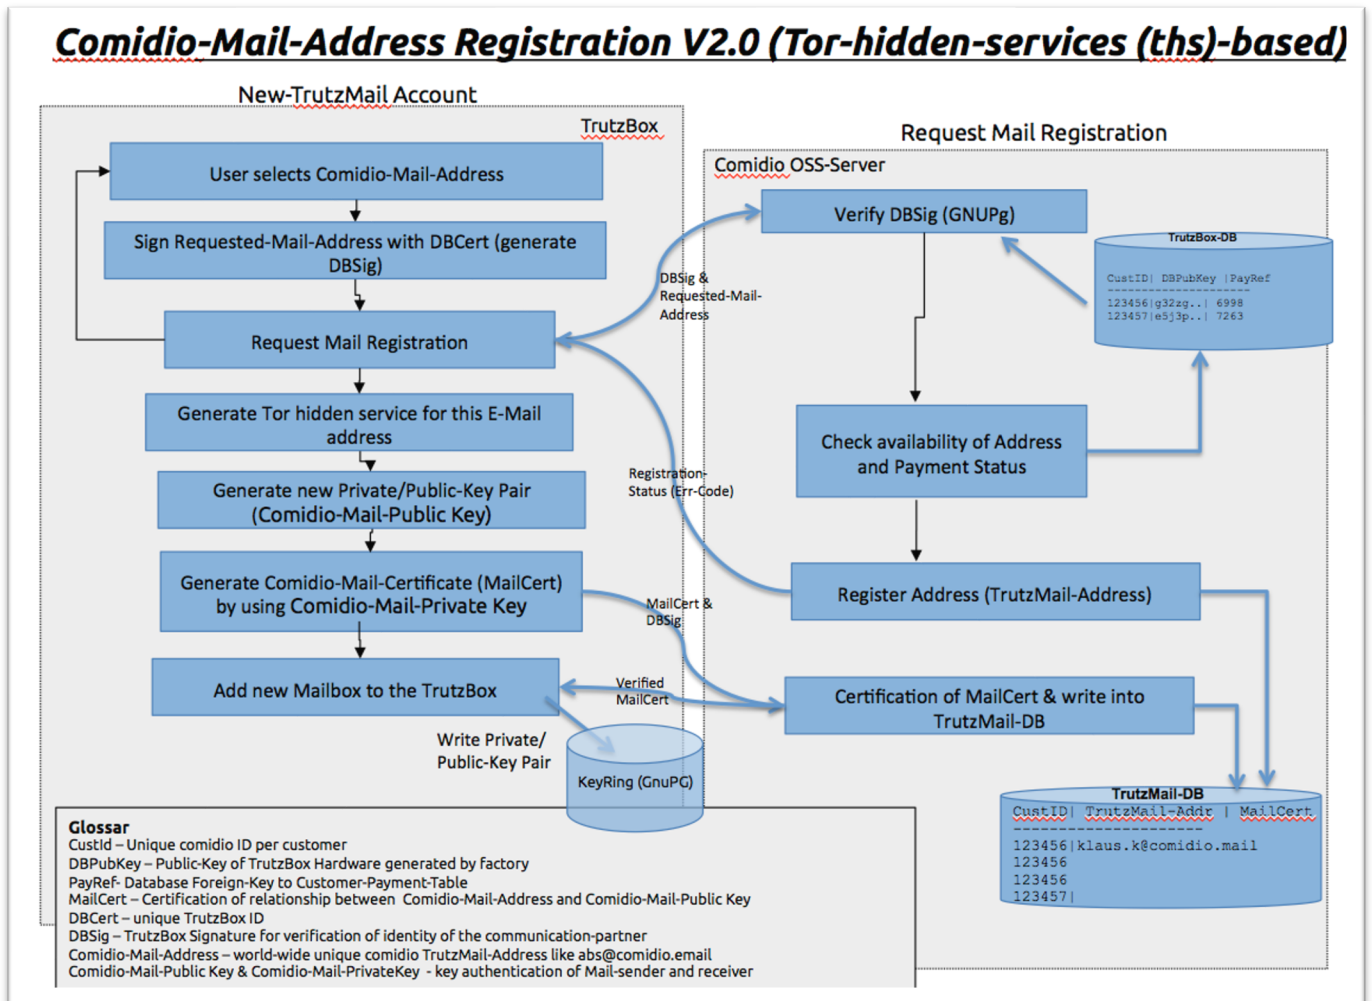 Comidio-Mail-Address Registration V2.0 (Tor-hidden-services (ths)-based)
New-TrutzMail Account
TrutzBox
User selects Comidio-Mail-Address
Sign Requested-Mail-Address with DBCert (generate
DBSig)
Request Mail Registration
Generate Tor hidden service for this E-Mail
address
Generate new Private/Public-Key Pair
(Comidio-Mail-Public Key)
Generate Comidio-Mail-Certificate (MailCert)
by using Comidio-Mail-Private Key
Add new Mailbox to the TrutzBox
Write Private/
Public-Key Pair
KeyRing (GnuPG)
DBSig &
Requested-Mail-
Address
Registration-
Status (Err-Code)
MailCert &
DBSig
Verified
MailCert
Request Mail Registration
Comidio OSS-Server
Verify DBSig (GNUPg)
TrutzBox-DB
CustID| DBPubKey |PayRef
---------------------
123456|g32zg..| 6998
123457|e5j3p..| 7263
Check availability of Address
and Payment Status
Register Address (TrutzMail-Address)
Certification of MailCert & write into
TrutzMail-DB
TrutzMail-DB
CustID| TrutzMail-Addr | MailCert
--------------------
123456|klaus.k@comidio.mail
123456
123456
123457|
Glossar
CustId – Unique comidio ID per customer
DBPubKey – Public-Key of TrutzBox Hardware generated by factory
PayRef- Database Foreign-Key to Customer-Payment-Table
MailCert – Certification of relationship between Comidio-Mail-Address and Comidio-Mail-Public Key
DBCert – unique TrutzBox ID
DBSig – TrutzBox Signature for verification of identity of the communication-partner
Comidio-Mail-Address – world-wide unique comidio TrutzMail-Address like abs@comidio.email
Comidio-Mail-Public Key & Comidio-Mail-PrivateKey - key authentication of Mail-sender and receiver